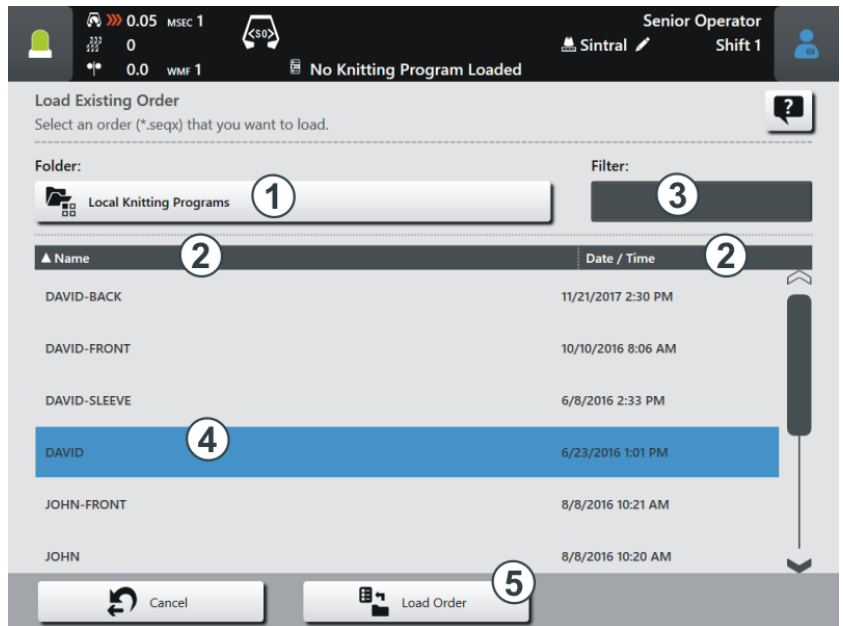 0.05 MSEC 1
<S0>
Senior Operator
0
Sintral
Shift 1
0.0 WMF 1
No Knitting Program Loaded
Load Existing Order
Select an order (*.seqx) that you want to load.
?
Folder:
Filter:
Local Knitting Programs
1
3
▲ Name
2
Date / Time
2
DAVID-BACK
11/21/2017 2:30 PM
DAVID-FRONT
10/10/2016 8:06 AM
DAVID-SLEEVE
6/8/2016 2:33 PM
4
DAVID
6/23/2016 1:01 PM
JOHN-FRONT
8/8/2016 10:21 AM
JOHN
8/8/2016 10:20 AM
Cancel
Load Order
5